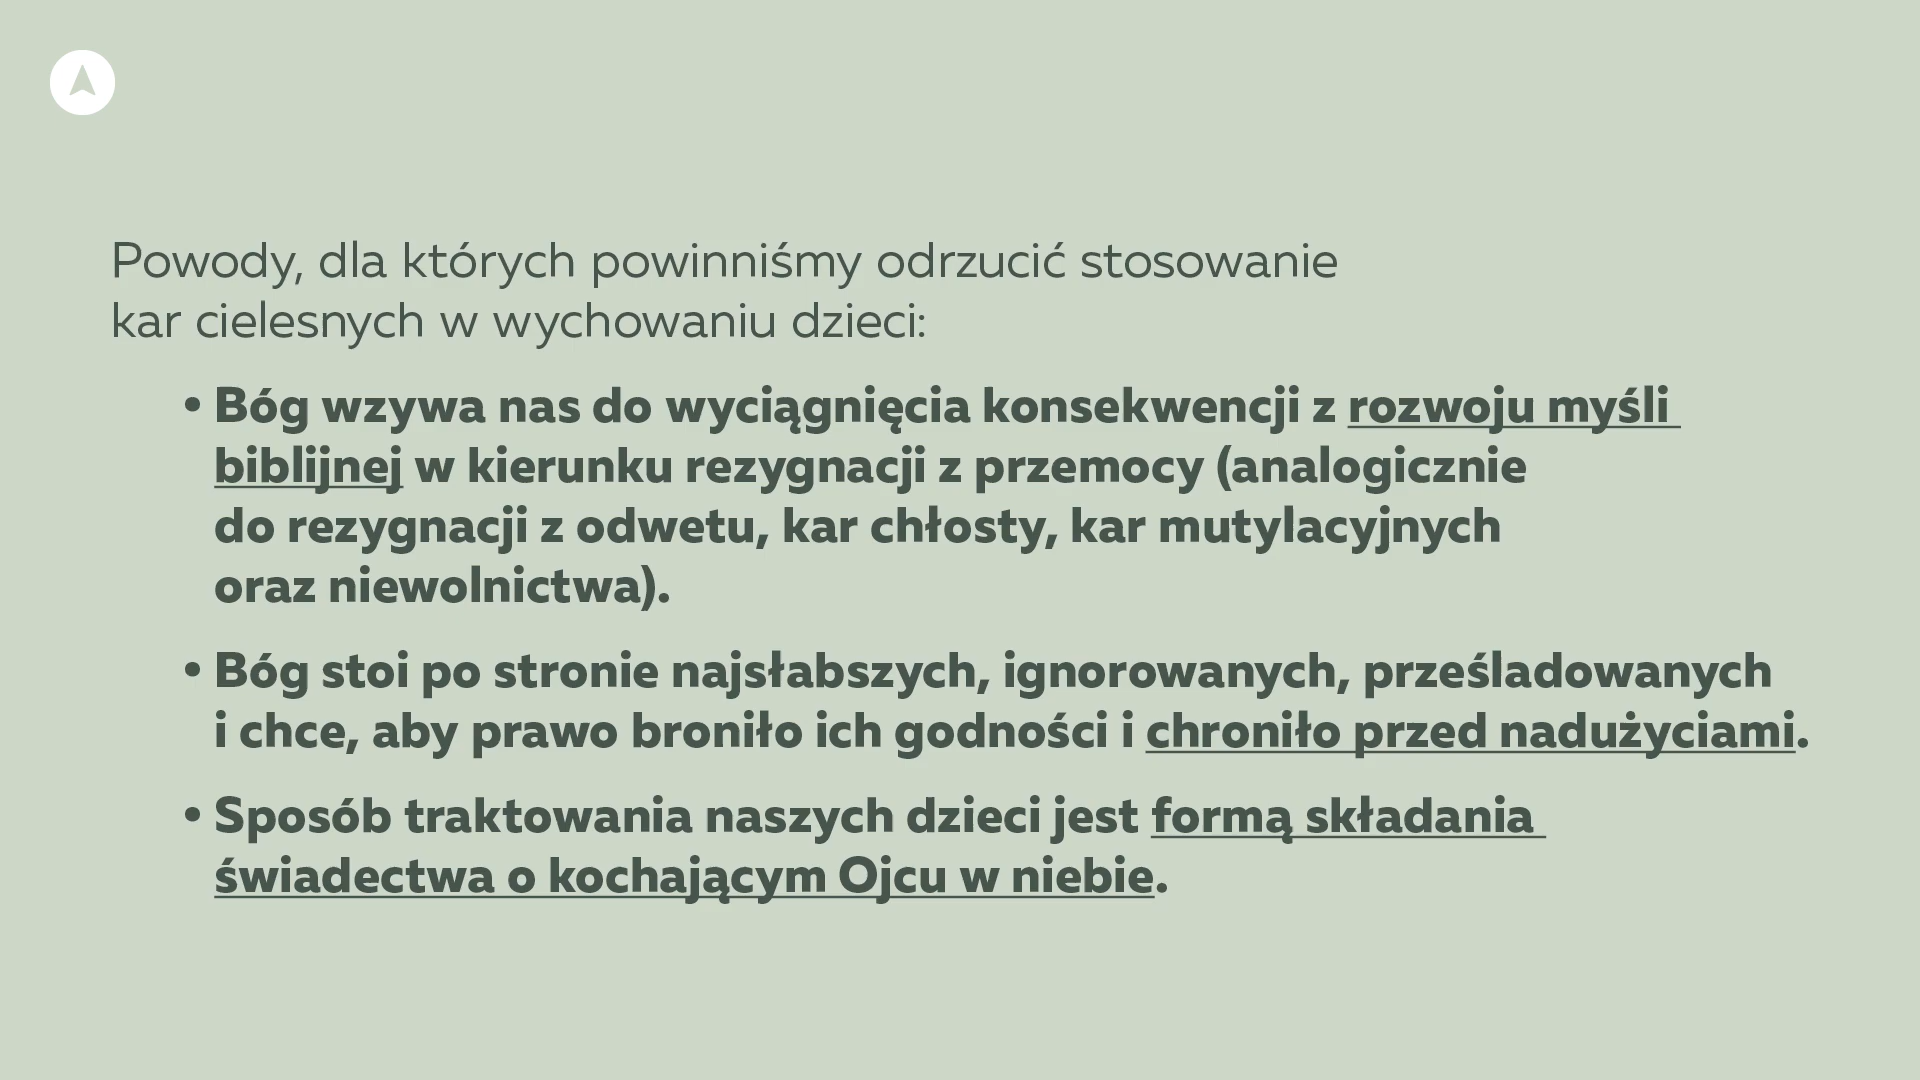 Powody, dla których powinniśmy odrzucić stosowanie
kar cielesnych w wychowaniu dzieci:
• Bóg wzywa nas do wyciągnięcia konsekwencji z rozwoju myśli
biblijnej w kierunku rezygnacji z przemocy (analogicznie
do rezygnacji z odwetu, kar chłosty, kar mutylacyjnych
oraz niewolnictwa).
• Bóg stoi po stronie najsłabszych, ignorowanych, prześladowanych
i chce, aby prawo broniło ich godności i chroniło przed nadużyciami.
• Sposób traktowania naszych dzieci jest formą składania
świadectwa o kochającym Ojcu w niebie.